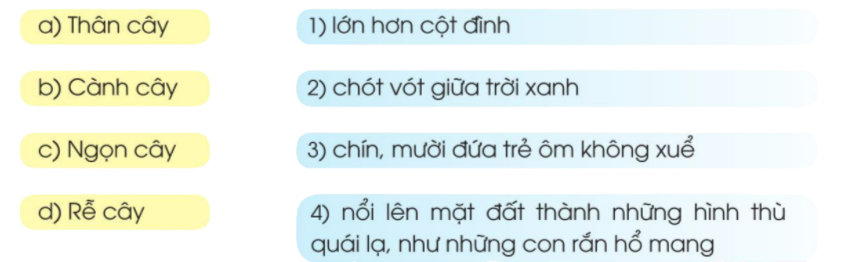 a) Thân cây
1) lớn hơn cột đình
b) Cành cây
2) chót vót giữa trời xanh
c) Ngọn cây
3) chín, mười đứa trẻ ôm không xuể
d) Rễ cây
4) nổi lên mặt đất thành những hình thù
quái lạ, như những con rắn hổ mang